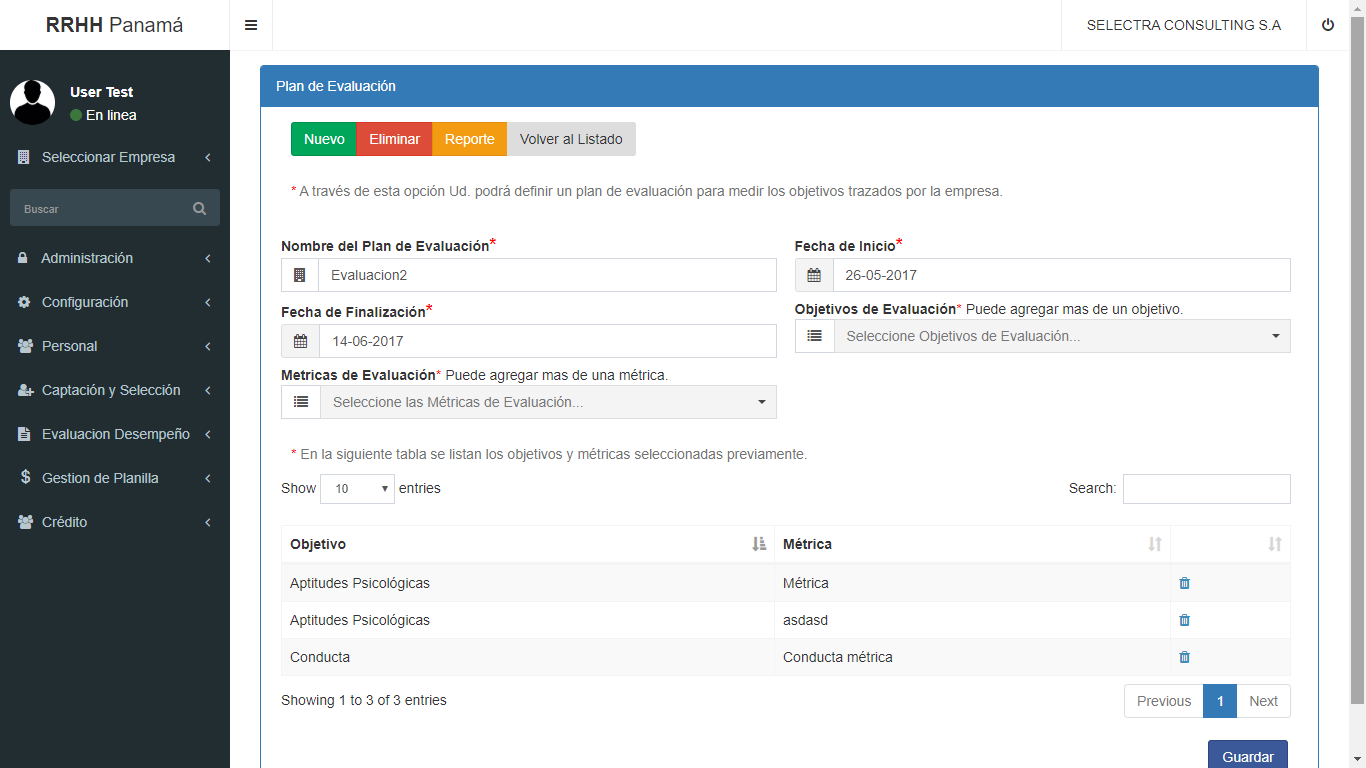 RRHH Panamá
SELECTRA CONSULTING S.A
User Test
En linea
Seleccionar Empresa
Buscar
Administración
Configuración
Personal
Captación y Selección
Evaluacion Desempeño
Gestion de Planilla
Crédito
Plan de Evaluación
Nuevo Eliminar Reporte Volver al Listado
* A través de esta opción Ud. podrá definir un plan de evaluación para medir los objetivos trazados por la empresa.
Nombre del Plan de Evaluación*
Evaluacion2
Fecha de Inicio*
26-05-2017
Fecha de Finalización*
14-06-2017
Objetivos de Evaluación* Puede agregar mas de un objetivo.
Seleccione Objetivos de Evaluación...
Metricas de Evaluación* Puede agregar mas de una métrica.
Seleccione las Métricas de Evaluación...
* En la siguiente tabla se listan los objetivos y métricas seleccionadas previamente.
Show 10 entries
Search:
Objetivo Métrica
Aptitudes Psicológicas Métrica
Aptitudes Psicológicas asdasd
Conducta Conducta métrica
Showing 1 to 3 of 3 entries
Previous 1 Next
Guardar